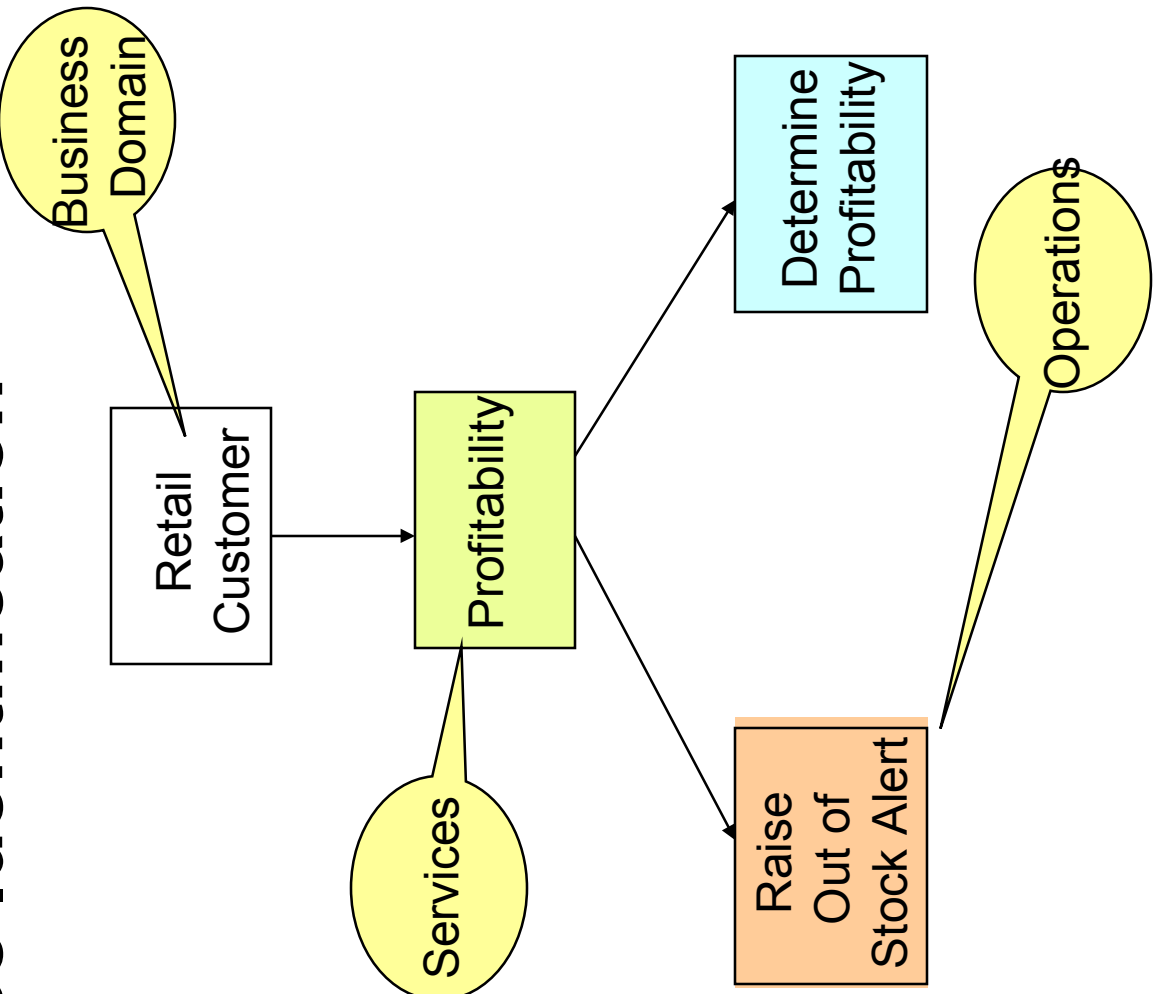 Business
Domain
Retail
Customer
Services
Profitability
Raise
Out of
Stock Alert
Determine
Profitability
Operations